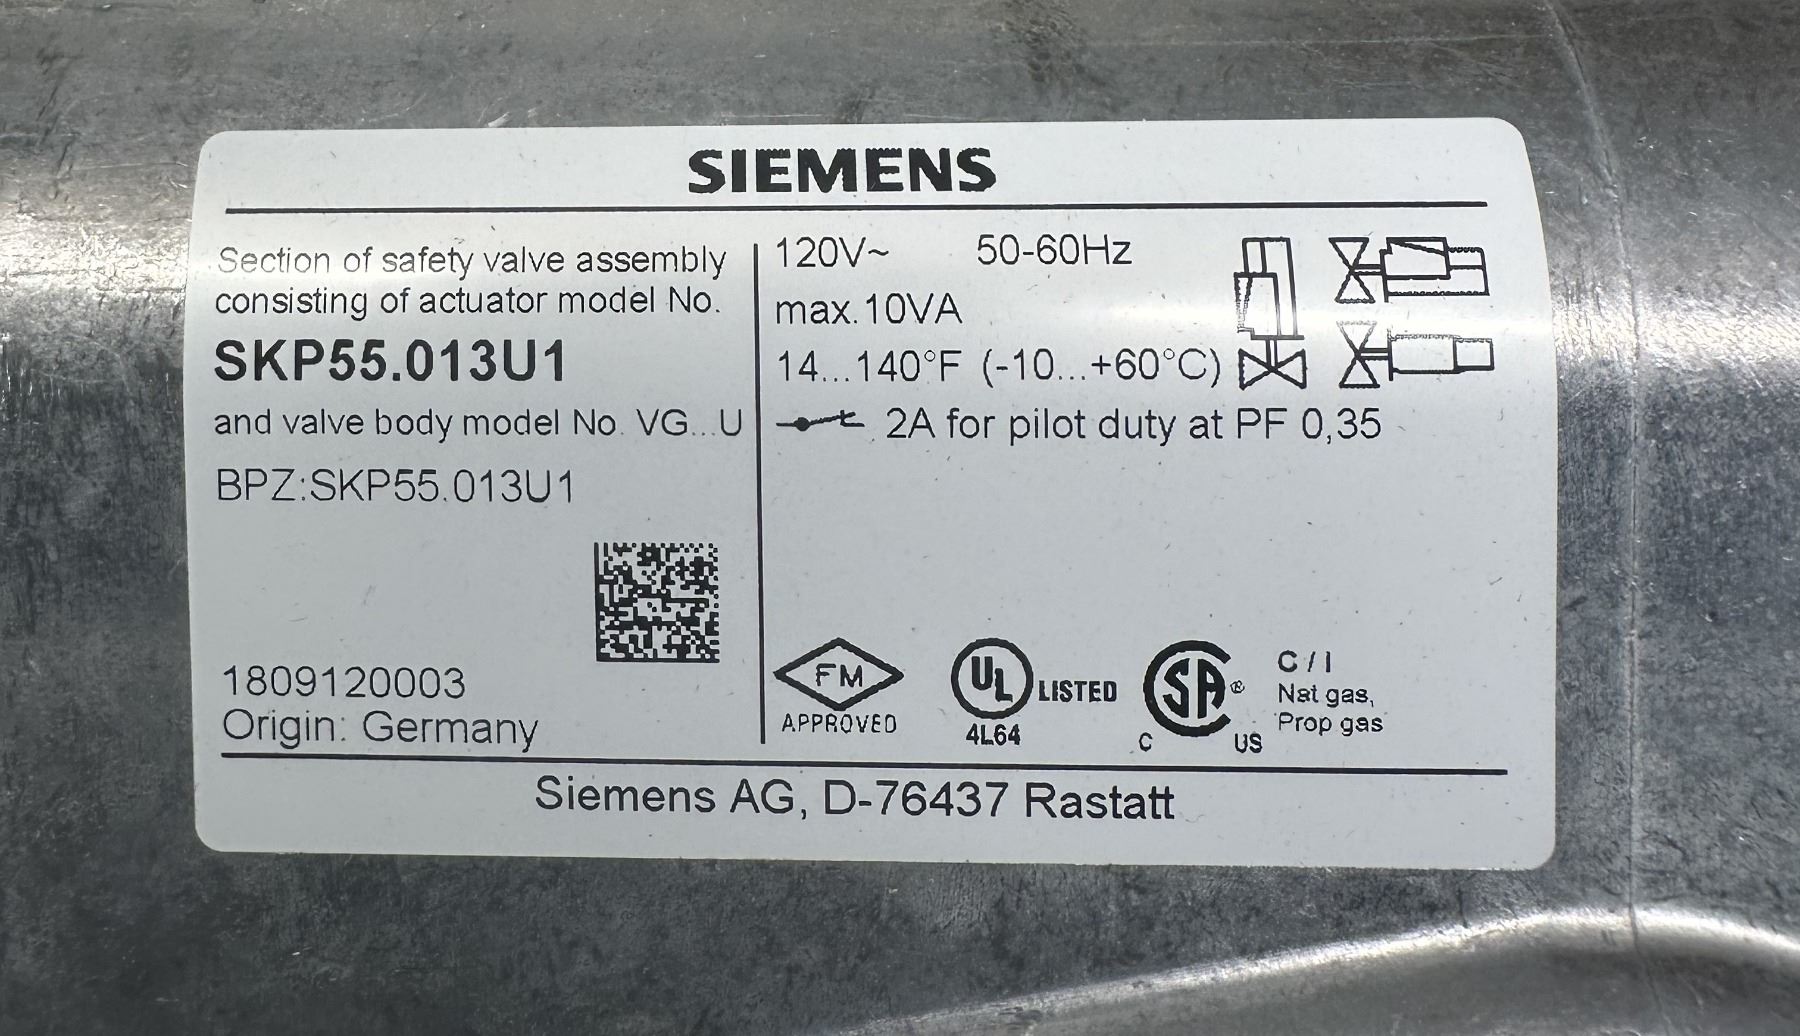 SIEMENS
Section of safety valve assembly
consisting of actuator model No.
SKP55.013U1
and valve body model No. VG...U
BPZ:SKP55.013U1
1809120003
Origin: Germany
120V~ 50-60Hz
max.10VA
14...140°F (-10...+60°C)
2A for pilot duty at PF 0,35
FM
APPROVED
UL LISTED
4L64
SA®
C US
C / I
Nat gas,
Prop gas
Siemens AG, D-76437 Rastatt